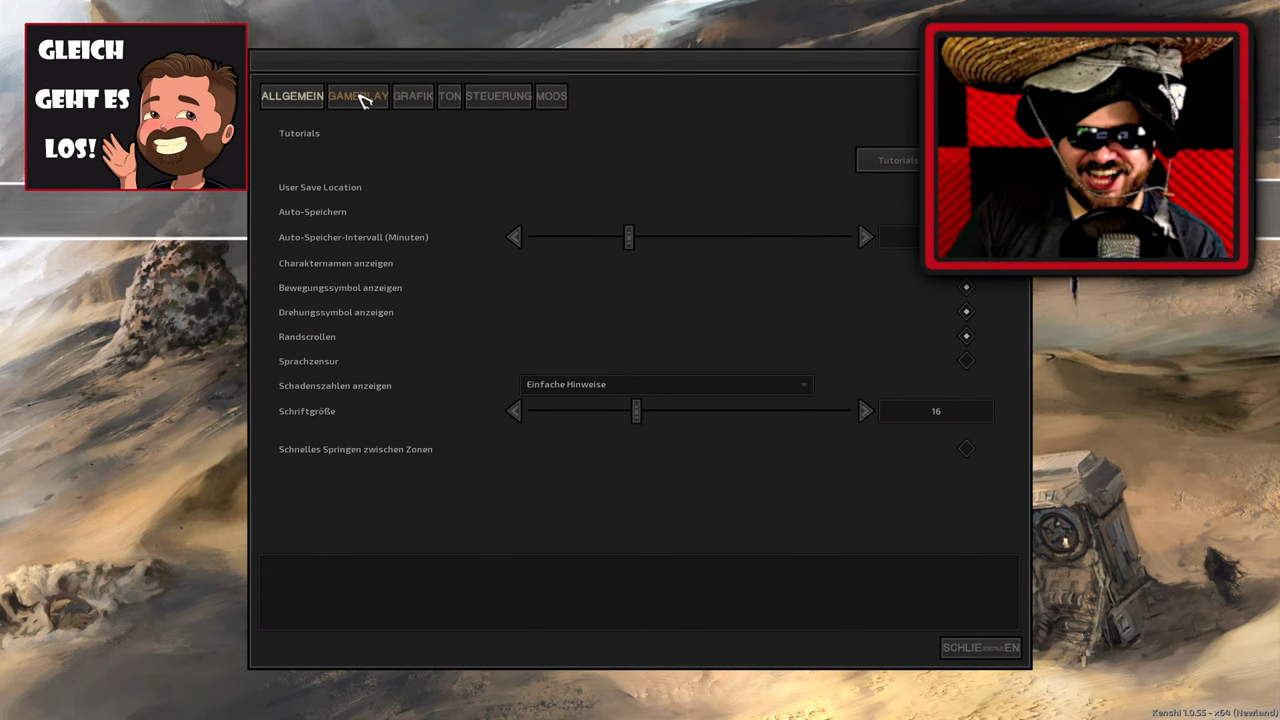 GLEICH
GEHT ES
LOS!
ALLGEMEIN GAMEPLAY GRAFIK TON STEUERUNG MODS
Tutorials
Tutorials
User Save Location
Auto-Speichern
Auto-Speicher-Intervall (Minuten)
Charakternamen anzeigen
Bewegungssymbol anzeigen
Drehungssymbol anzeigen
Randscrollen
Sprachzensur
Schadenszahlen anzeigen Einfache Hinweise
Schriftgröße 16
Schnelles Springen zwischen Zonen
Kenshi 1.0.55 - x64 (Newland)